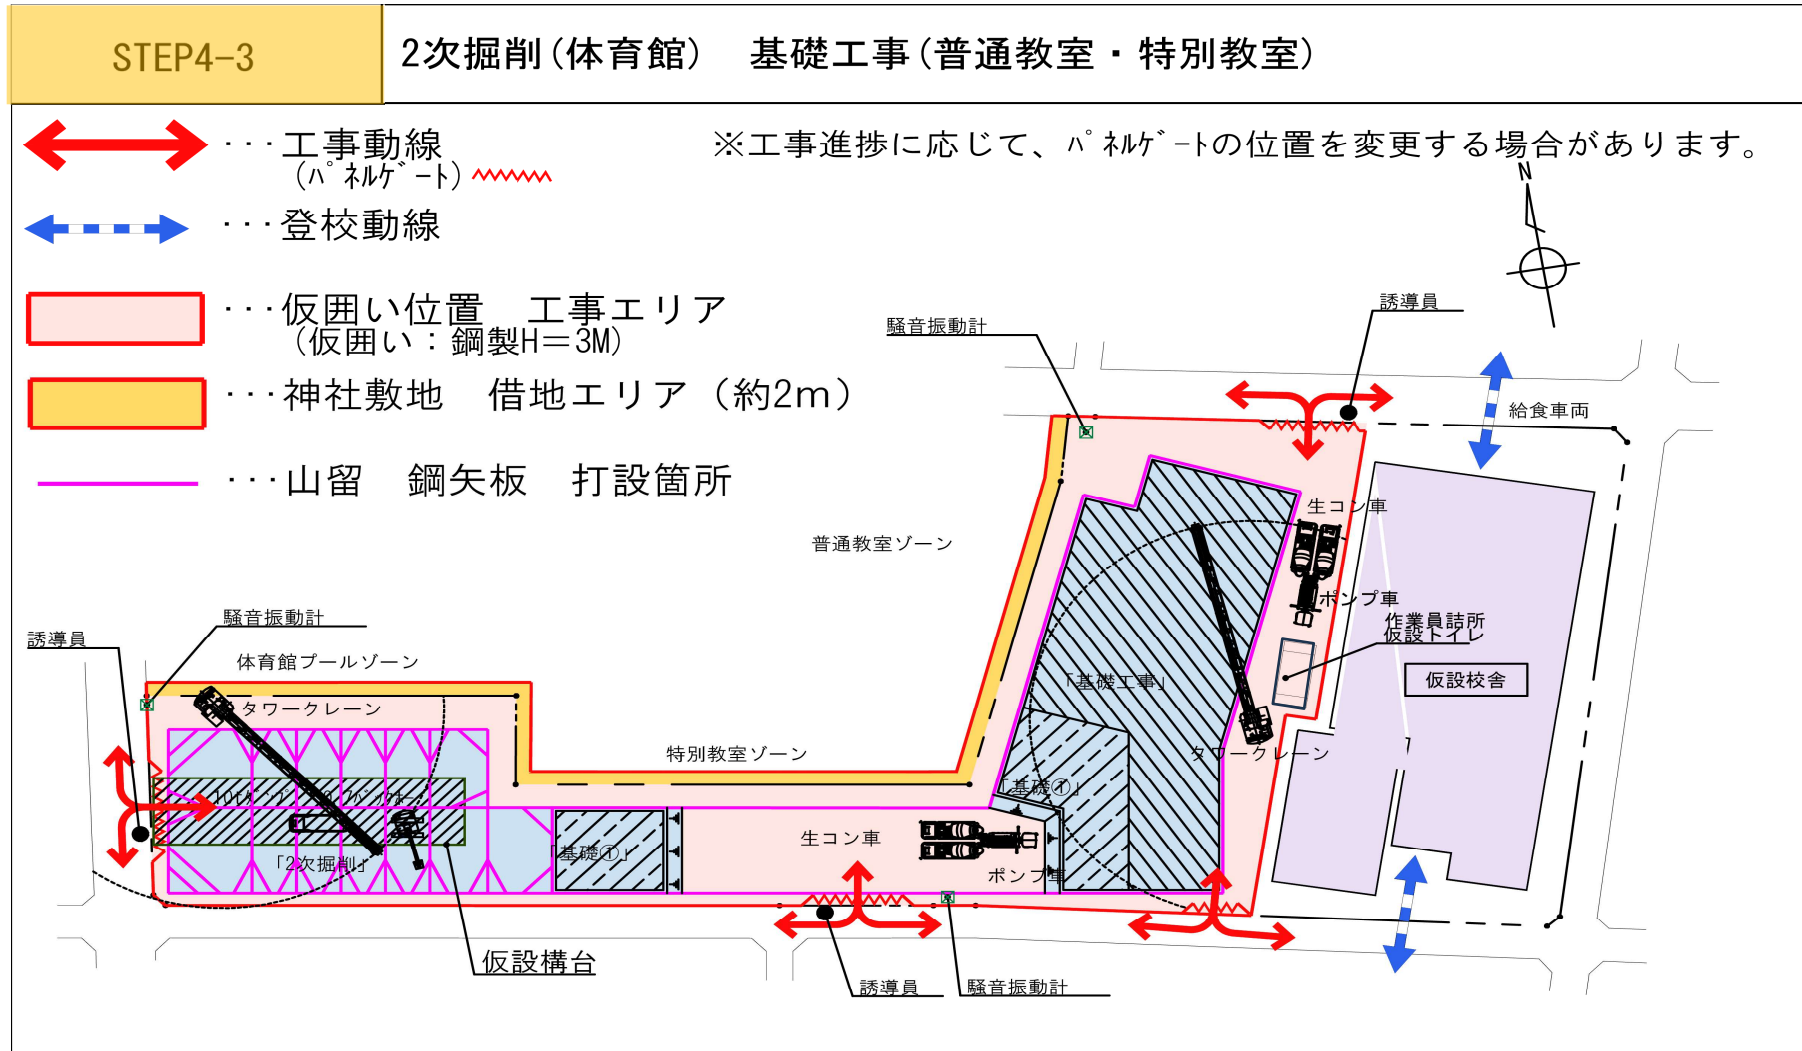 STEP4-3
2次掘削(体育館)　基礎工事(普通教室・特別教室)
･･･工事動線
(ﾊﾟﾈﾙｹﾞｰﾄ)
※工事進捗に応じて、ﾊﾟﾈﾙｹﾞｰﾄの位置を変更する場合があります。
･･･登校動線
･･･仮囲い位置　工事エリア
(仮囲い：鋼製H＝3M)
･･･神社敷地　借地エリア（約2m）
･･･山留　鋼矢板　打設箇所
N
誘導員
騒音振動計
給食車両
生コン車
普通教室ゾーン
ポンプ車
作業員詰所
仮設トイレ
騒音振動計
誘導員
体育館プールゾーン
仮設校舎
「基礎工事」
タワークレーン
特別教室ゾーン
タワークレーン
「基礎①」
生コン車
「基礎①」
「2次掘削」
ポンプ車
仮設構台
誘導員
騒音振動計